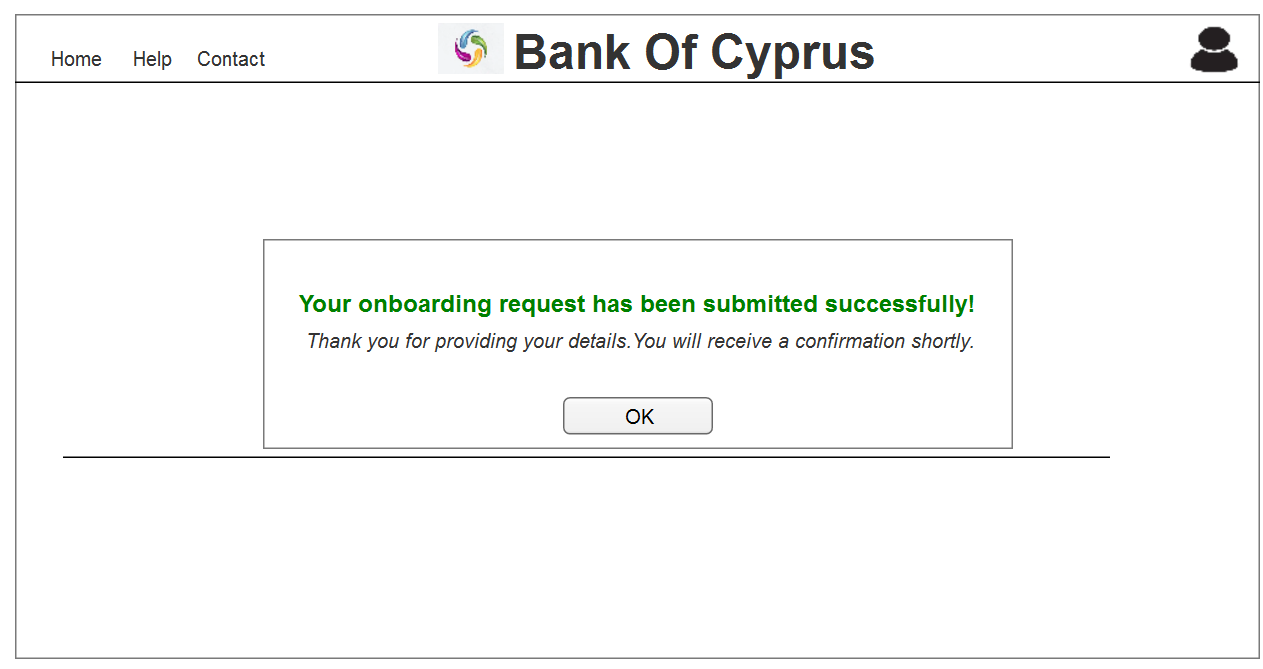 Home Help Contact
Bank Of Cyprus
Your onboarding request has been submitted successfully!
Thank you for providing your details.You will receive a confirmation shortly.
OK